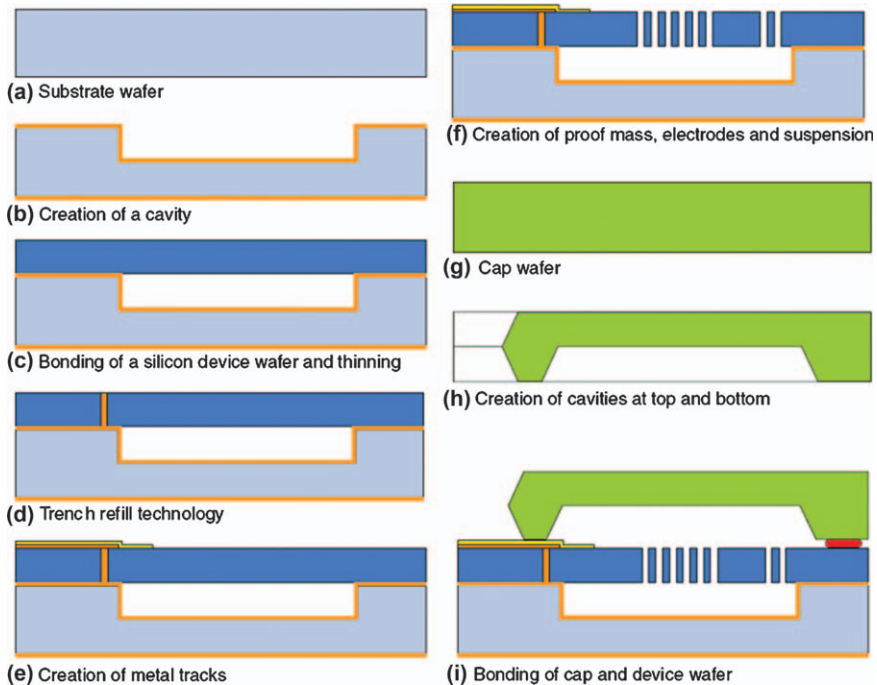 (a) Substrate wafer
(b) Creation of a cavity
(c) Bonding of a silicon device wafer and thinning
(d) Trench refill technology
(e) Creation of metal tracks
(f) Creation of proof mass, electrodes and suspension
(g) Cap wafer
(h) Creation of cavities at top and bottom
(i) Bonding of cap and device wafer